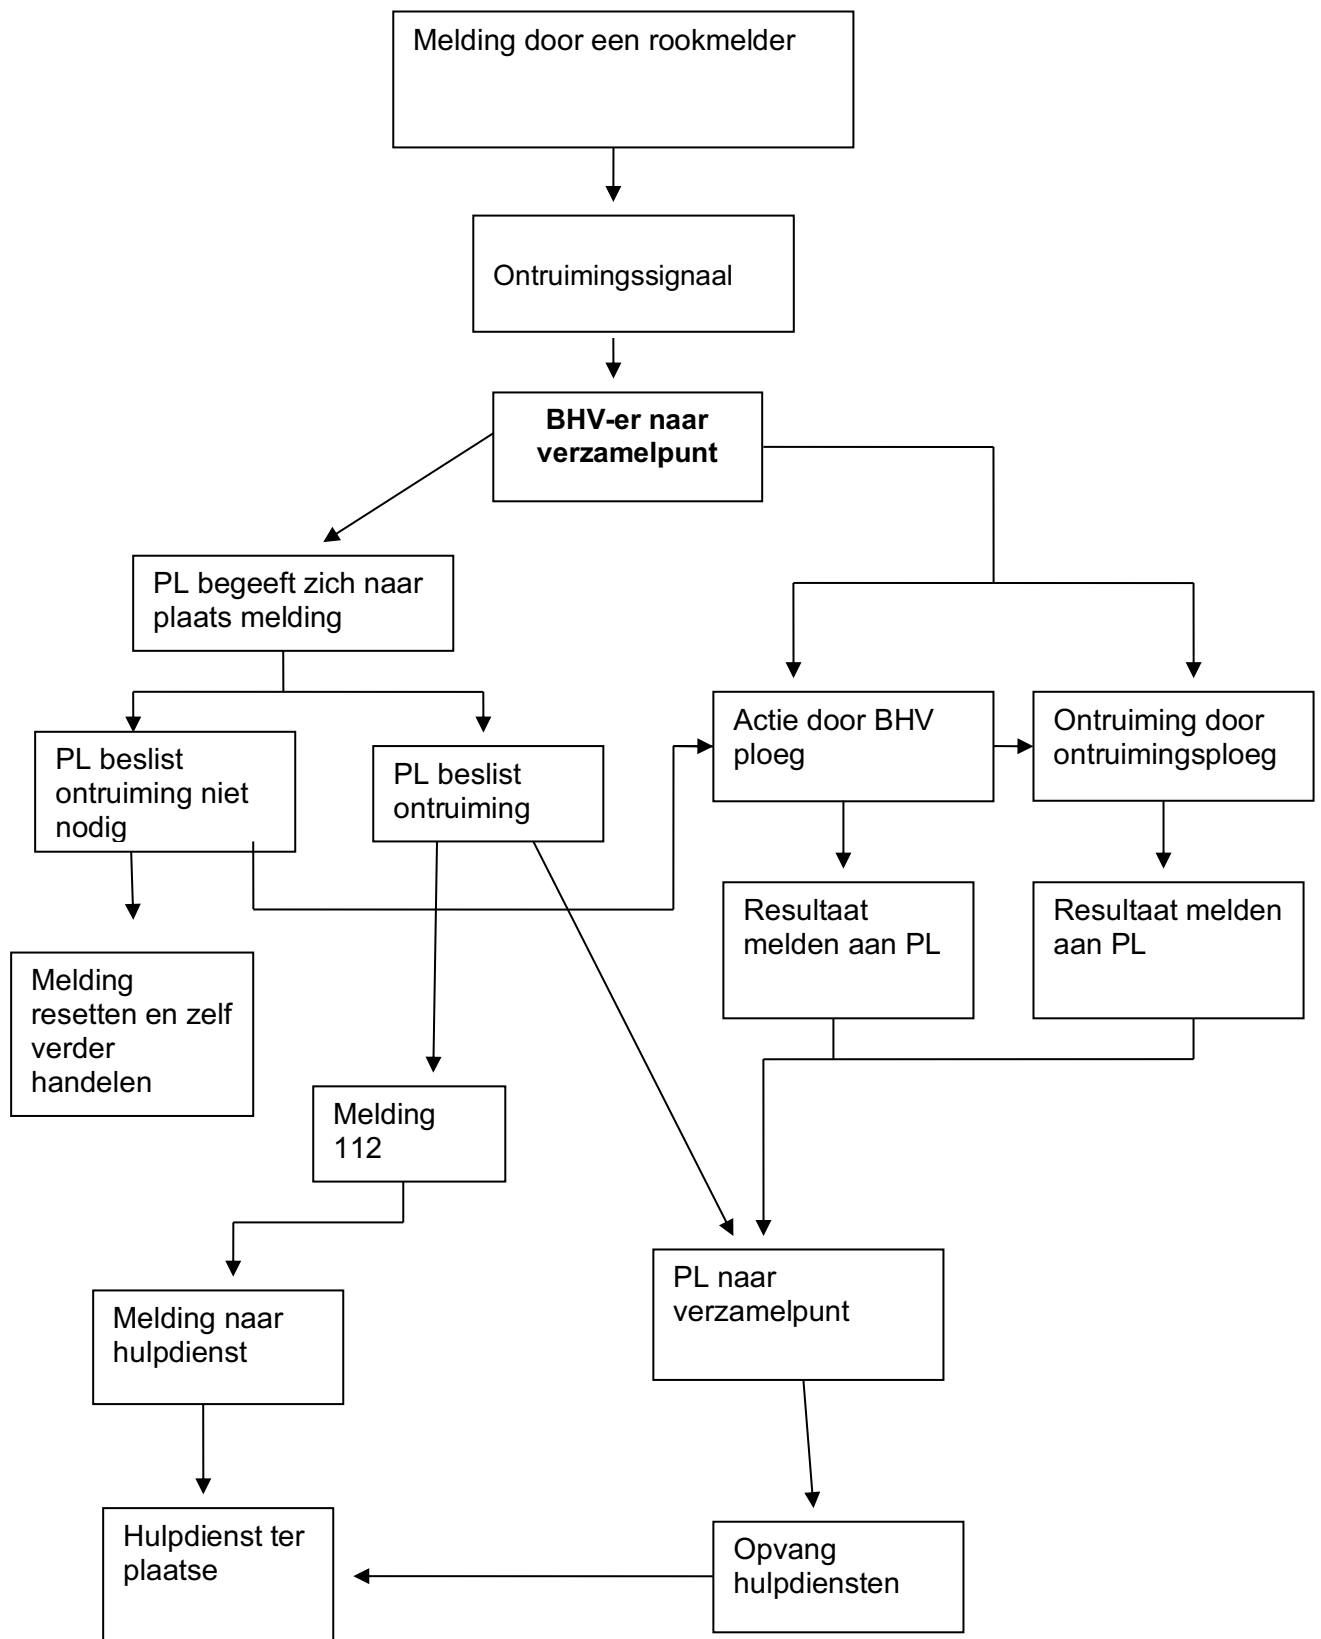 Melding door een rookmelder
Ontruimingssignaal
BHV-er naar
verzamelpunt
PL begeeft zich naar
plaats melding
PL beslist
ontruiming niet
nodig
PL beslist
ontruiming
Actie door BHV
ploeg
Ontruiming door
ontruimingsploeg
Resultaat
melden aan PL
Resultaat melden
aan PL
Melding
resetten en zelf
verder
handelen
Melding
112
PL naar
verzamelpunt
Melding naar
hulpdienst
Hulpdienst ter
plaatse
Opvang
hulpdiensten